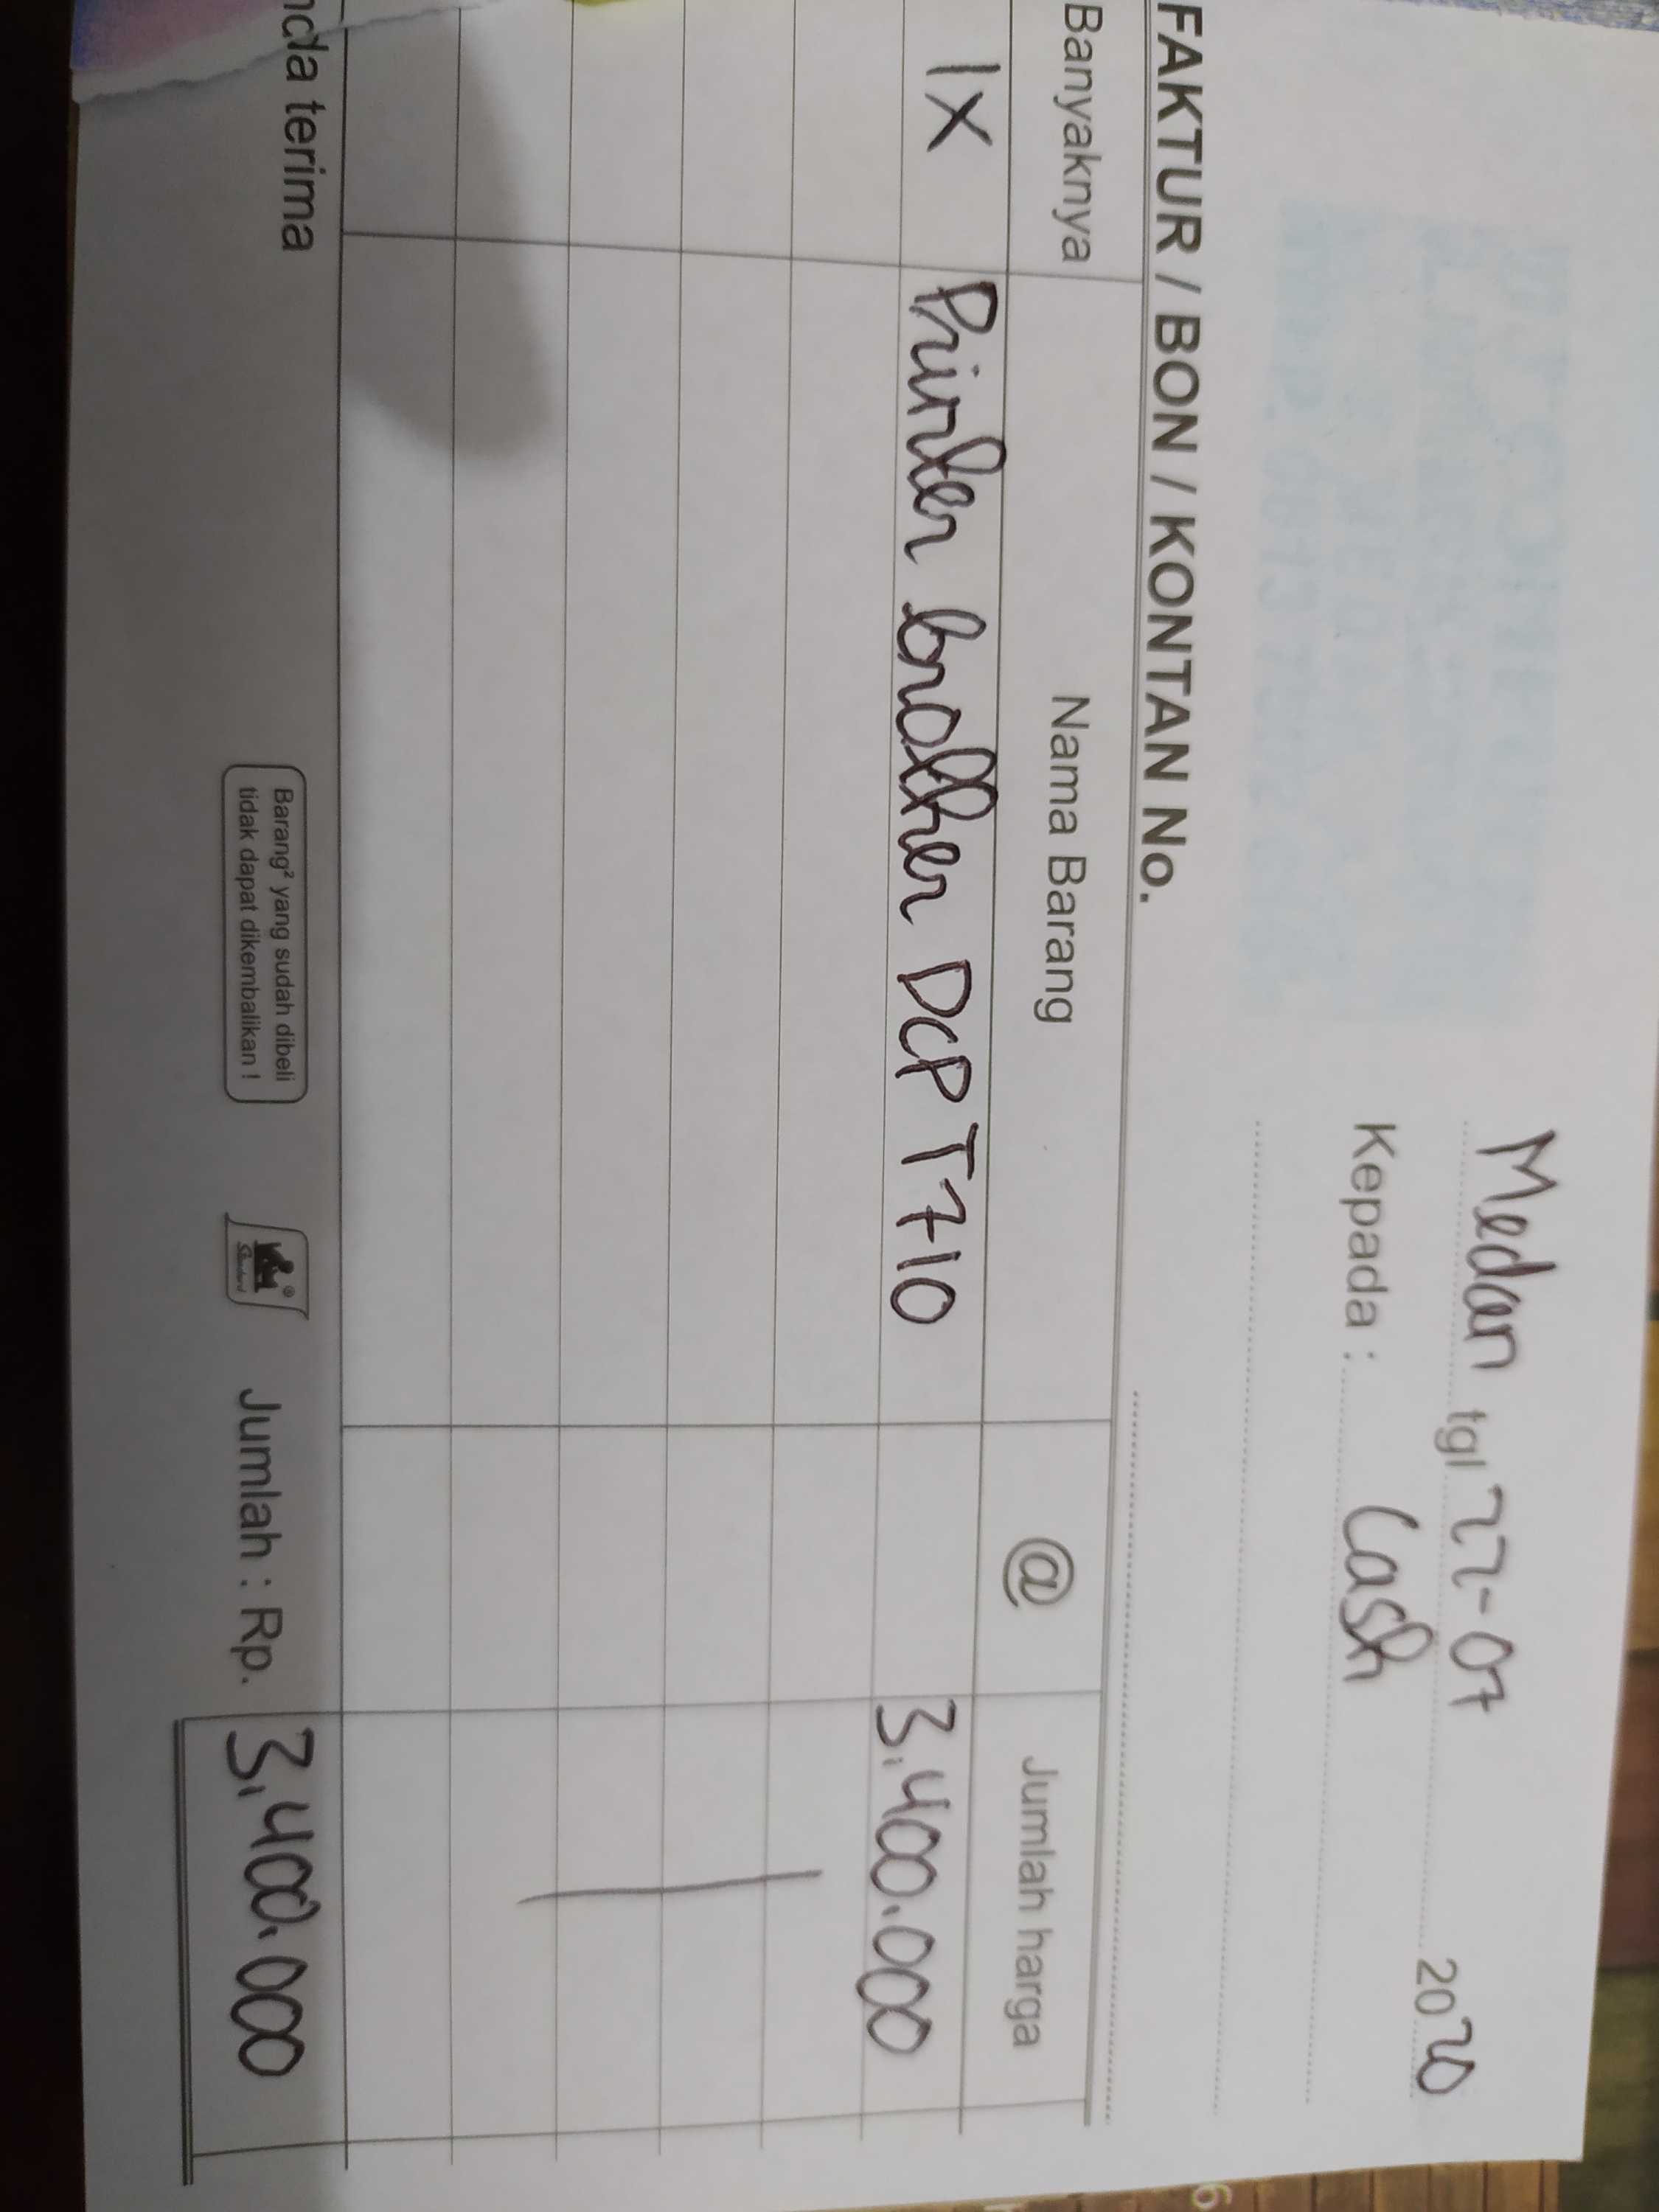 Medan tgl 22-07 2020
Kepada : Cash
FAKTUR / BON / KONTAN No.
Banyaknya Nama Barang @ Jumlah harga
1X Printer brother DCP T710 3.400.000
nda terima
Barang² yang sudah dibeli
tidak dapat dikembalikan !
Jumlah : Rp. 3.400.000